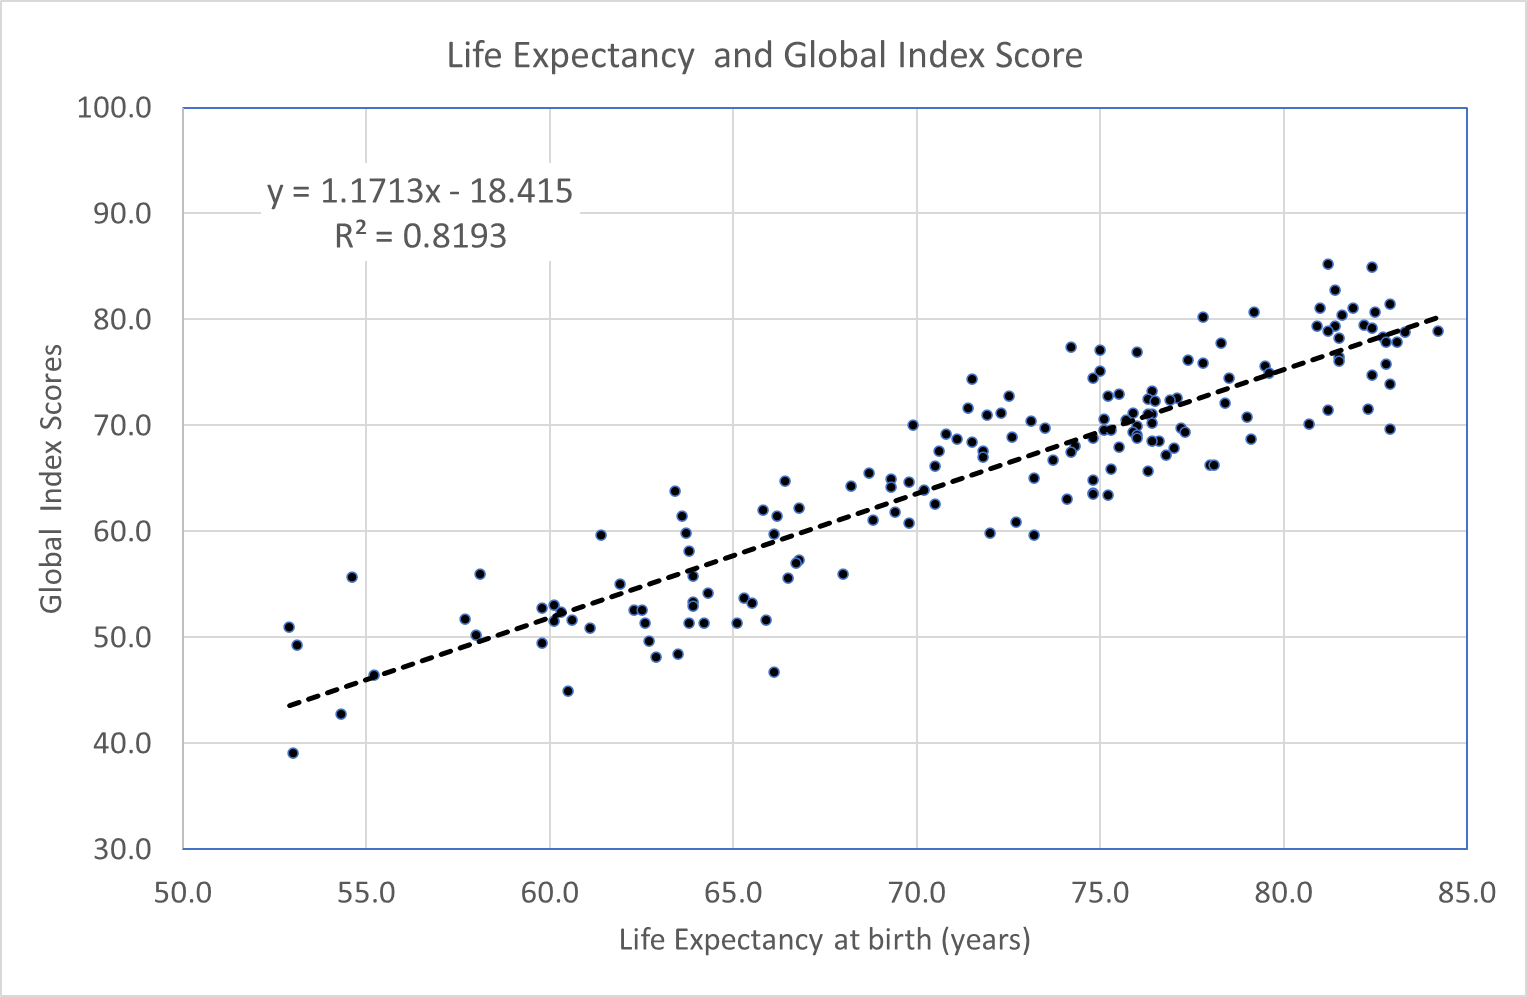 Life Expectancy  and Global Index Score
100.0
90.0
80.0
70.0
60.0
50.0
40.0
30.0
y = 1.1713x - 18.415
R² = 0.8193
Global  Index Scores
50.0 55.0 60.0 65.0 70.0 75.0 80.0 85.0
Life Expectancy at birth (years)